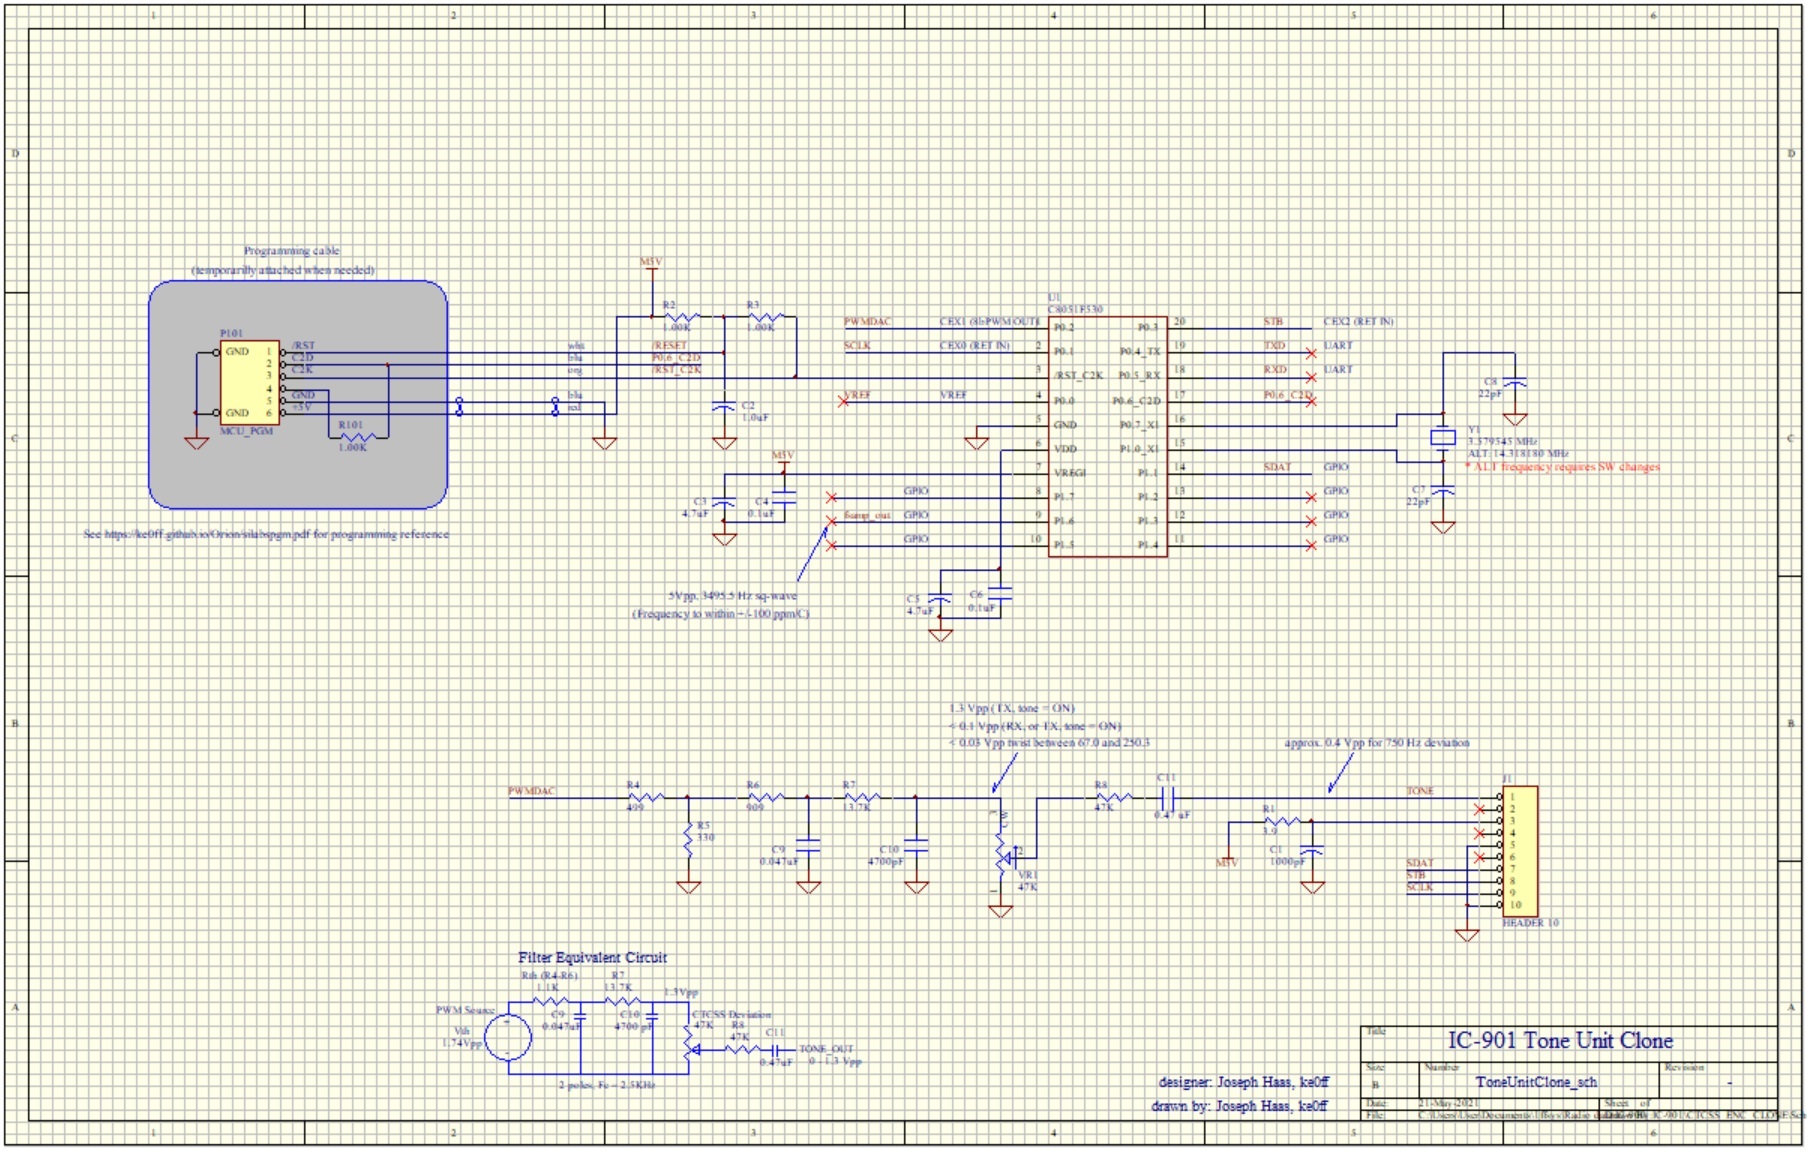 1 2 3 4 5 6
D
D
C
C
B
B
A
A
Programming cable
(temporarilly attached when needed)
P101
GND
GND
1
2
3
4
5
6
/RST
C2D
C2K
GND
+5V
MCU_PGM
R101
1.00K
wht
blu
org
blu
red
/RESET
P0.6_C2D
/RST_C2K
See https://ke0ff.github.io/Orion/silabspgm.pdf for programming reference
M5V
R2
1.00K
R3
1.00K
C2
1.0uF
M5V
C3
4.7uF
C4
0.1uF
U1
C8051F530
PWMDAC CEX1 (8bPWM OUT) 1 P0.2 P0.3 20 STB CEX2 (RET IN)
SCLK CEX0 (RET IN) 2 P0.1 P0.4_TX 19 TXD UART
3 /RST_C2K P0.5_RX 18 RXD UART
VREF VREF 4 P0.0 P0.6_C2D 17 P0.6_C2D
5 GND P0.7_X1 16
6 VDD P1.0_X1 15
7 VREGI P1.1 14 SDAT GPIO
GPIO 8 P1.7 P1.2 13 GPIO
GPIO 9 P1.6 P1.3 12 GPIO
GPIO 10 P1.5 P1.4 11 GPIO
5Vpp, 3495.5 Hz sq-wave
(Frequency to within +/-100 ppm/C)
C5
4.7uF
C6
0.1uF
C8
22pF
Y1
3.579545 MHz
ALT: 14.318180 MHz
* ALT frequency requires SW changes
C7
22pF
1.3 Vpp (TX, tone = ON)
< 0.1 Vpp (RX, or TX, tone = ON)
< 0.03 Vpp twist between 67.0 and 250.3
approx. 0.4 Vpp for 750 Hz deviation
PWMDAC
R4
499
R5
330
R6
909
C9
0.047uF
R7
13.7K
C10
4700pF
2
VR1
47K
R8
47K
C11
0.47 uF
R1
3.9
M5V
C1
1000pF
TONE
SDAT
STB
SCLK
J1
1
2
3
4
5
6
7
8
9
10
HEADER 10
Filter Equivalent Circuit
Rth (R4-R6)
1.1K
R7
13.7K
1.3Vpp
PWM Source
Vth
1.74Vpp
C9
0.047uF
C10
4700 pF
CTCSS Deviation
47K
R8
47K
C11
0.47uF
TONE_OUT
0 - 1.3 Vpp
2 poles, Fc = 2.5KHz
designer: Joseph Haas, ke0ff
drawn by: Joseph Haas, ke0ff
Title
IC-901 Tone Unit Clone
Size
B
Number
ToneUnitClone_sch
Revision
-
Date: 21-May-2021 Sheet of
File:
1 2 3 4 5 6